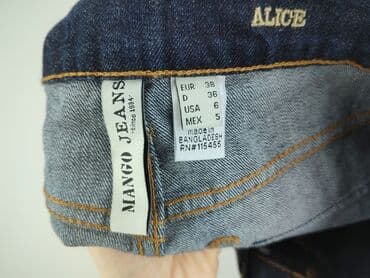 ALICE
MANGO JEANS
-since 1984-
EUR 38
D 36
USA 6
MEX 5
made in
BANGLADESH
RN#115455